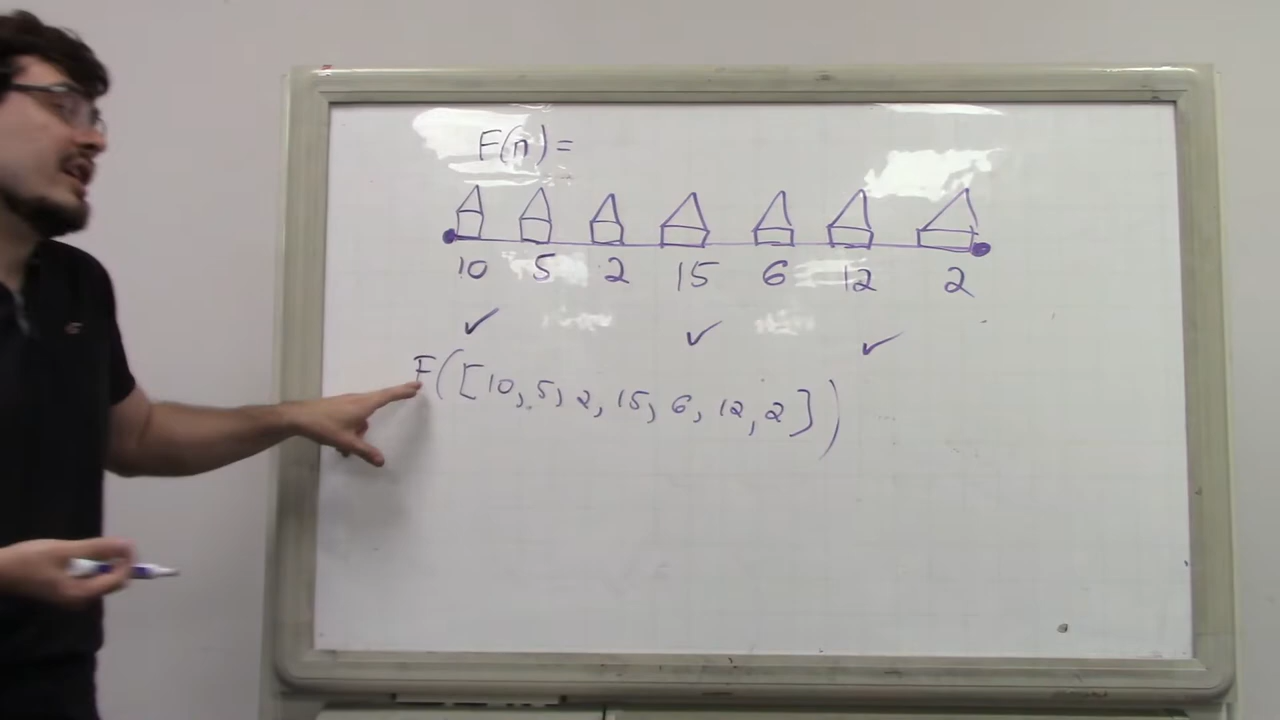 F(n) =
10 5 2 15 6 12 2
✓ ✓ ✓
F([10, 5, 2, 15, 6, 12, 2])